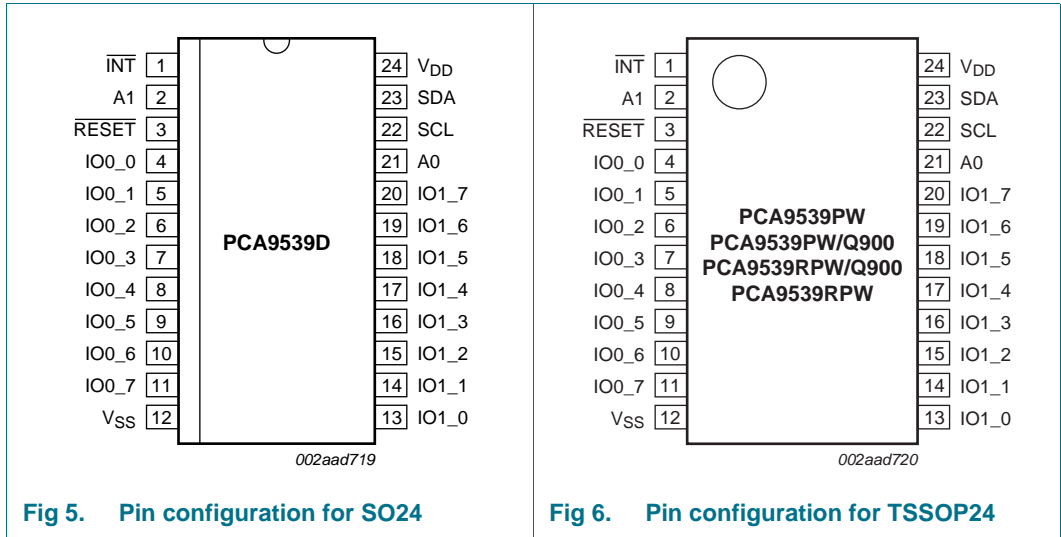 INT 1 24 VDD
A1 2 23 SDA
RESET 3 22 SCL
IO0_0 4 21 A0
IO0_1 5 20 IO1_7
IO0_2 6 19 IO1_6
IO0_3 7 18 IO1_5
IO0_4 8 17 IO1_4
IO0_5 9 16 IO1_3
IO0_6 10 15 IO1_2
IO0_7 11 14 IO1_1
VSS 12 13 IO1_0
PCA9539D
002aad719
Fig 5. Pin configuration for SO24
INT 1 24 VDD
A1 2 23 SDA
RESET 3 22 SCL
IO0_0 4 21 A0
IO0_1 5 20 IO1_7
IO0_2 6 19 IO1_6
IO0_3 7 18 IO1_5
IO0_4 8 17 IO1_4
IO0_5 9 16 IO1_3
IO0_6 10 15 IO1_2
IO0_7 11 14 IO1_1
VSS 12 13 IO1_0
PCA9539PW
PCA9539PW/Q900
PCA9539RPW/Q900
PCA9539RPW
002aad720
Fig 6. Pin configuration for TSSOP24